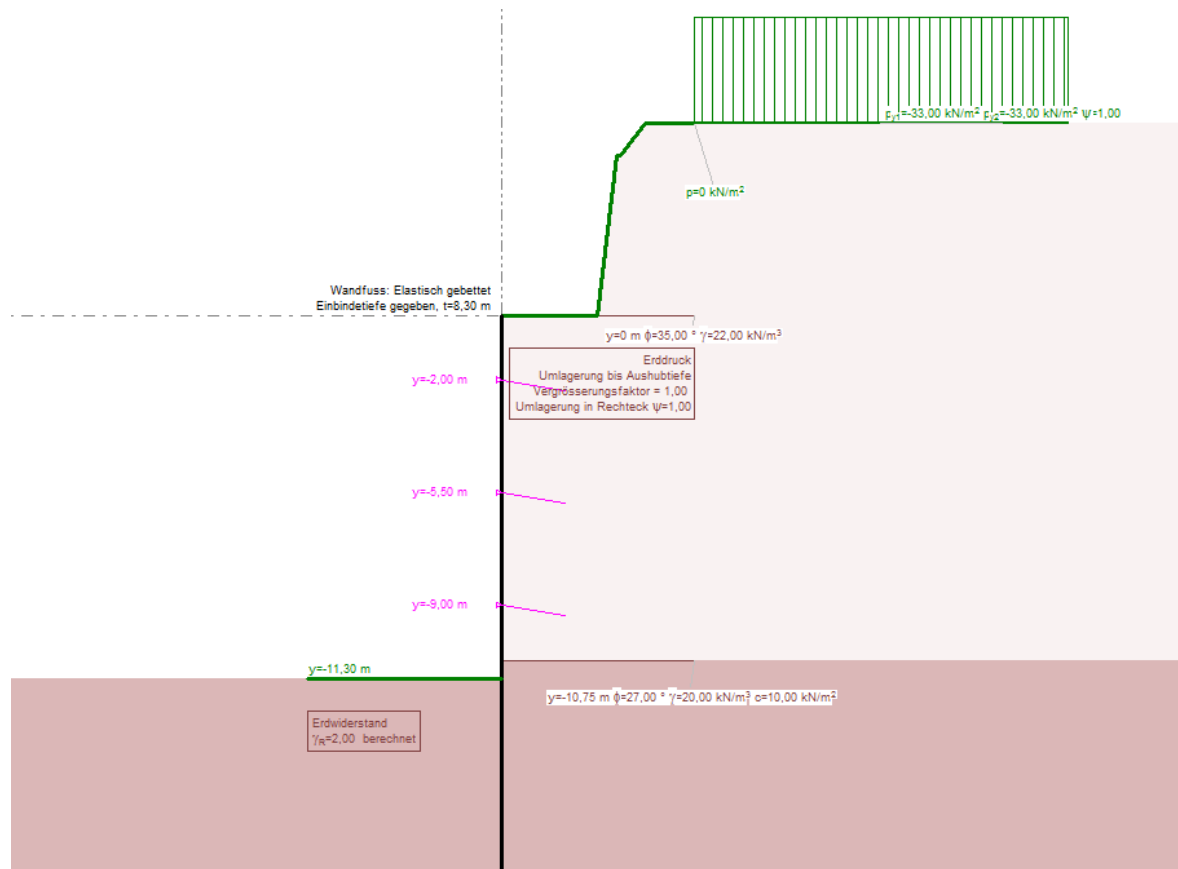 py1=-33,00 kN/m² py2=-33,00 kN/m² ψ=1,00
p=0 kN/m²
Wandfuss: Elastisch gebettet
Einbindetiefe gegeben, t=8,30 m
y=0 m ϕ=35,00 ° γ=22,00 kN/m³
Erddruck
Umlagerung bis Aushubtiefe
Vergrösserungsfaktor = 1,00
Umlagerung in Rechteck ψ=1,00
y=-2,00 m
y=-5,50 m
y=-9,00 m
y=-11,30 m
y=-10,75 m ϕ=27,00 ° γ=20,00 kN/m³ c=10,00 kN/m²
Erdwiderstand
γR=2,00 berechnet